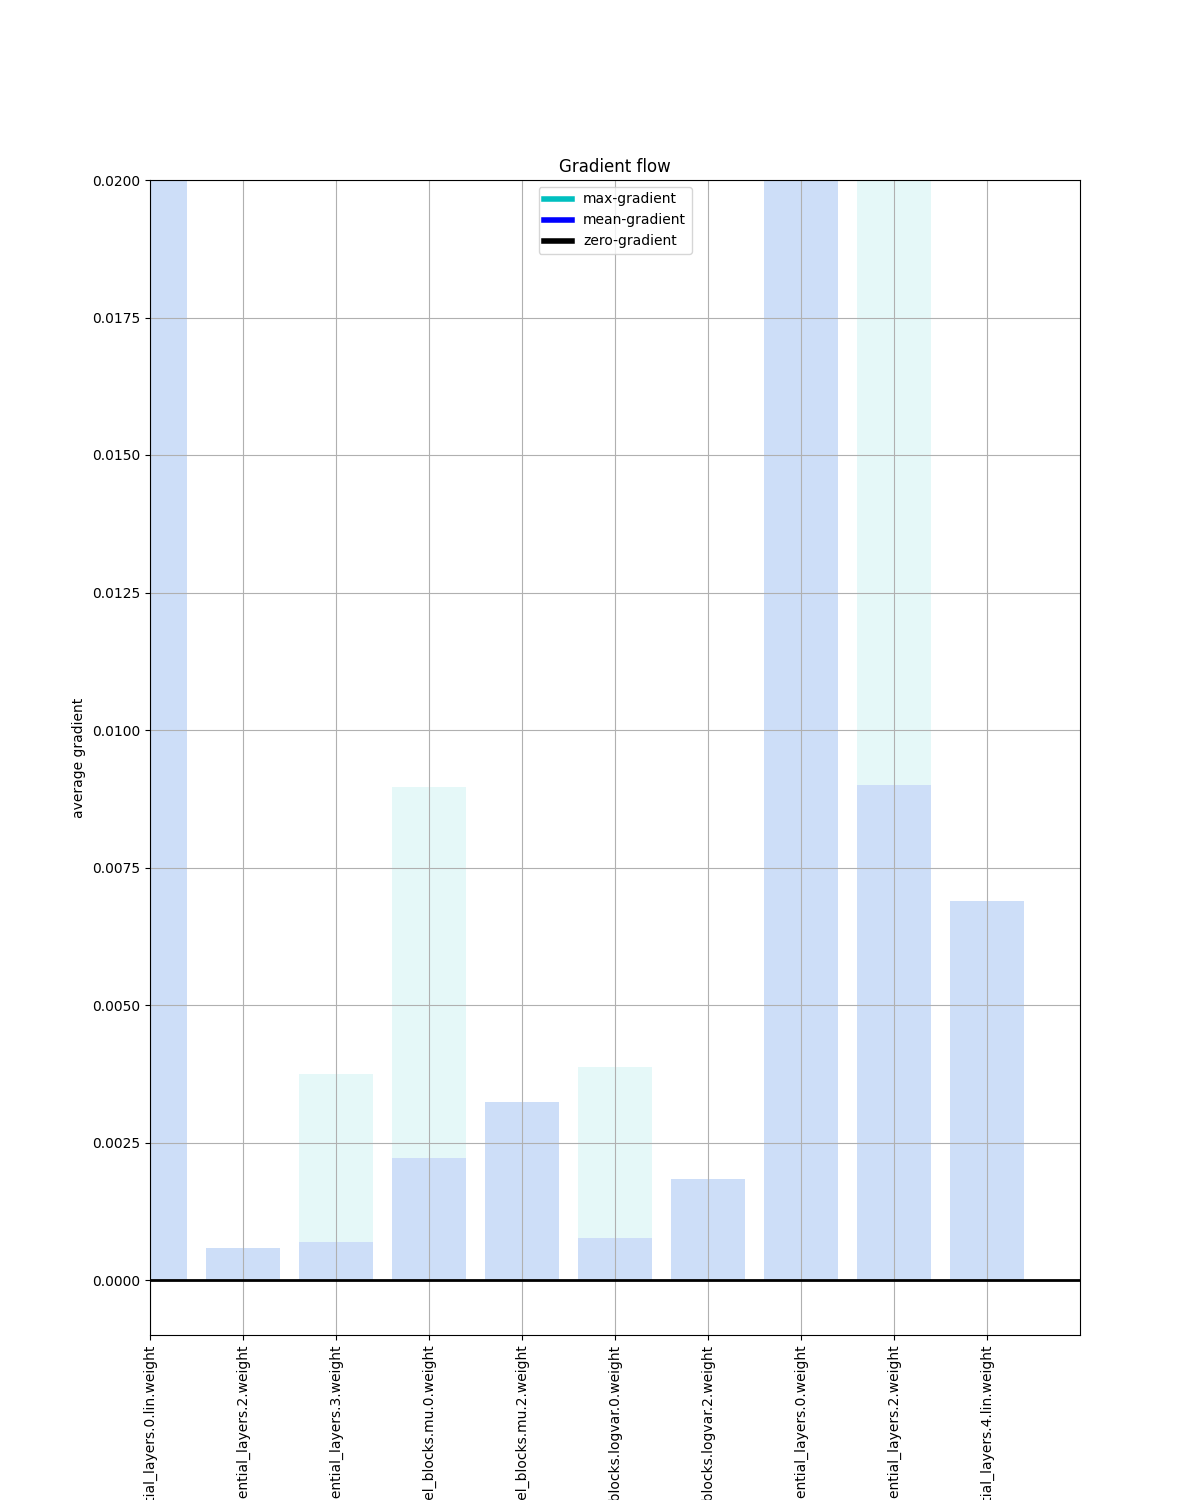 Gradient flow
max-gradient
mean-gradient
zero-gradient
0.0200
0.0175
0.0150
0.0125
0.0100
0.0075
0.0050
0.0025
0.0000
average gradient
tial_layers.0.lin.weight
ential_layers.2.weight
ential_layers.3.weight
el_blocks.mu.0.weight
el_blocks.mu.2.weight
blocks.logvar.0.weight
blocks.logvar.2.weight
ential_layers.0.weight
ential_layers.2.weight
tial_layers.4.lin.weight